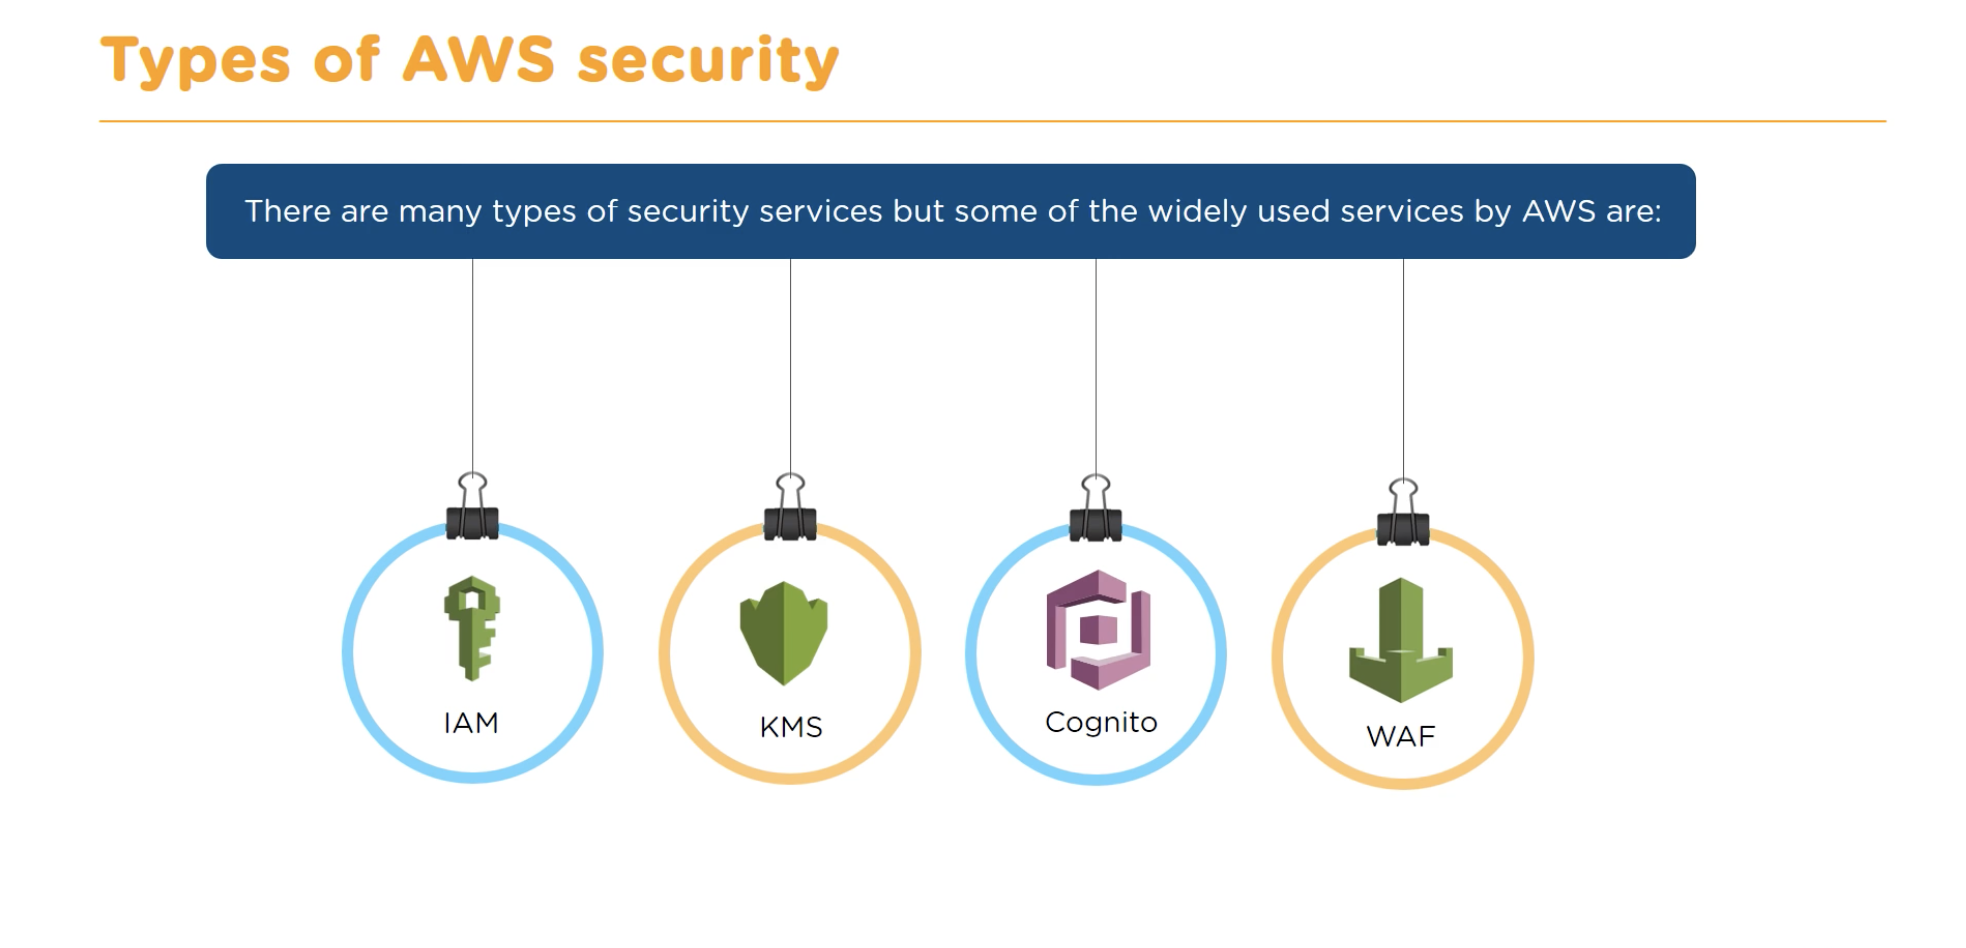 Types of AWS security
There are many types of security services but some of the widely used services by AWS are:
IAM
KMS
Cognito
WAF